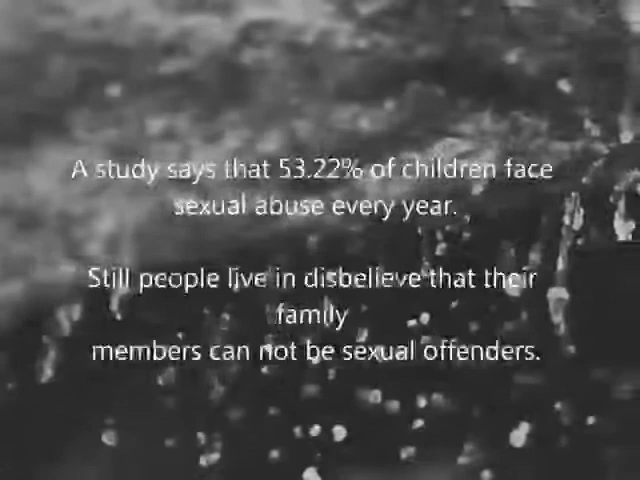 A study says that 53.22% of children face
sexual abuse every year.
Still people live in disbelieve that their
family
members can not be sexual offenders.